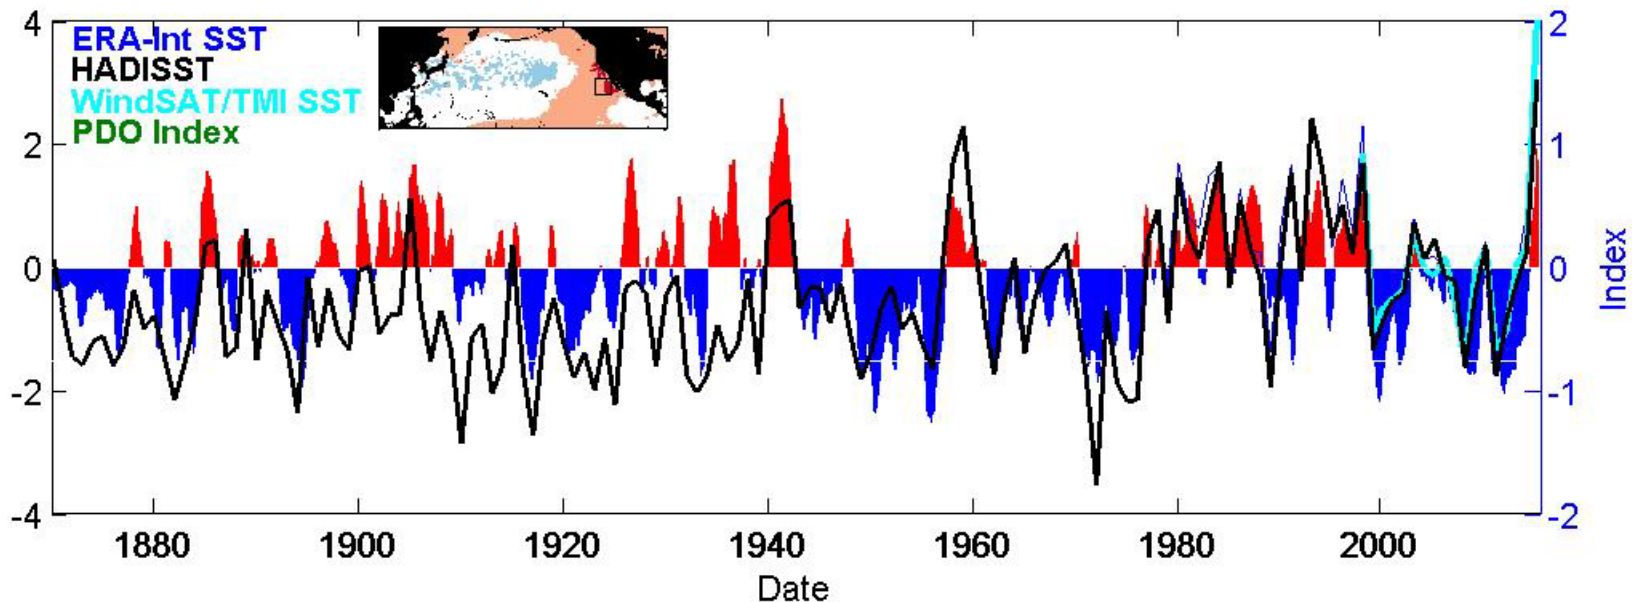 ERA-Int SST
HADISST
WindSAT/TMI SST
PDO Index
4
2
0
-2
-4
2
1
0
-1
-2
Index
1880 1900 1920 1940 1960 1980 2000
Date